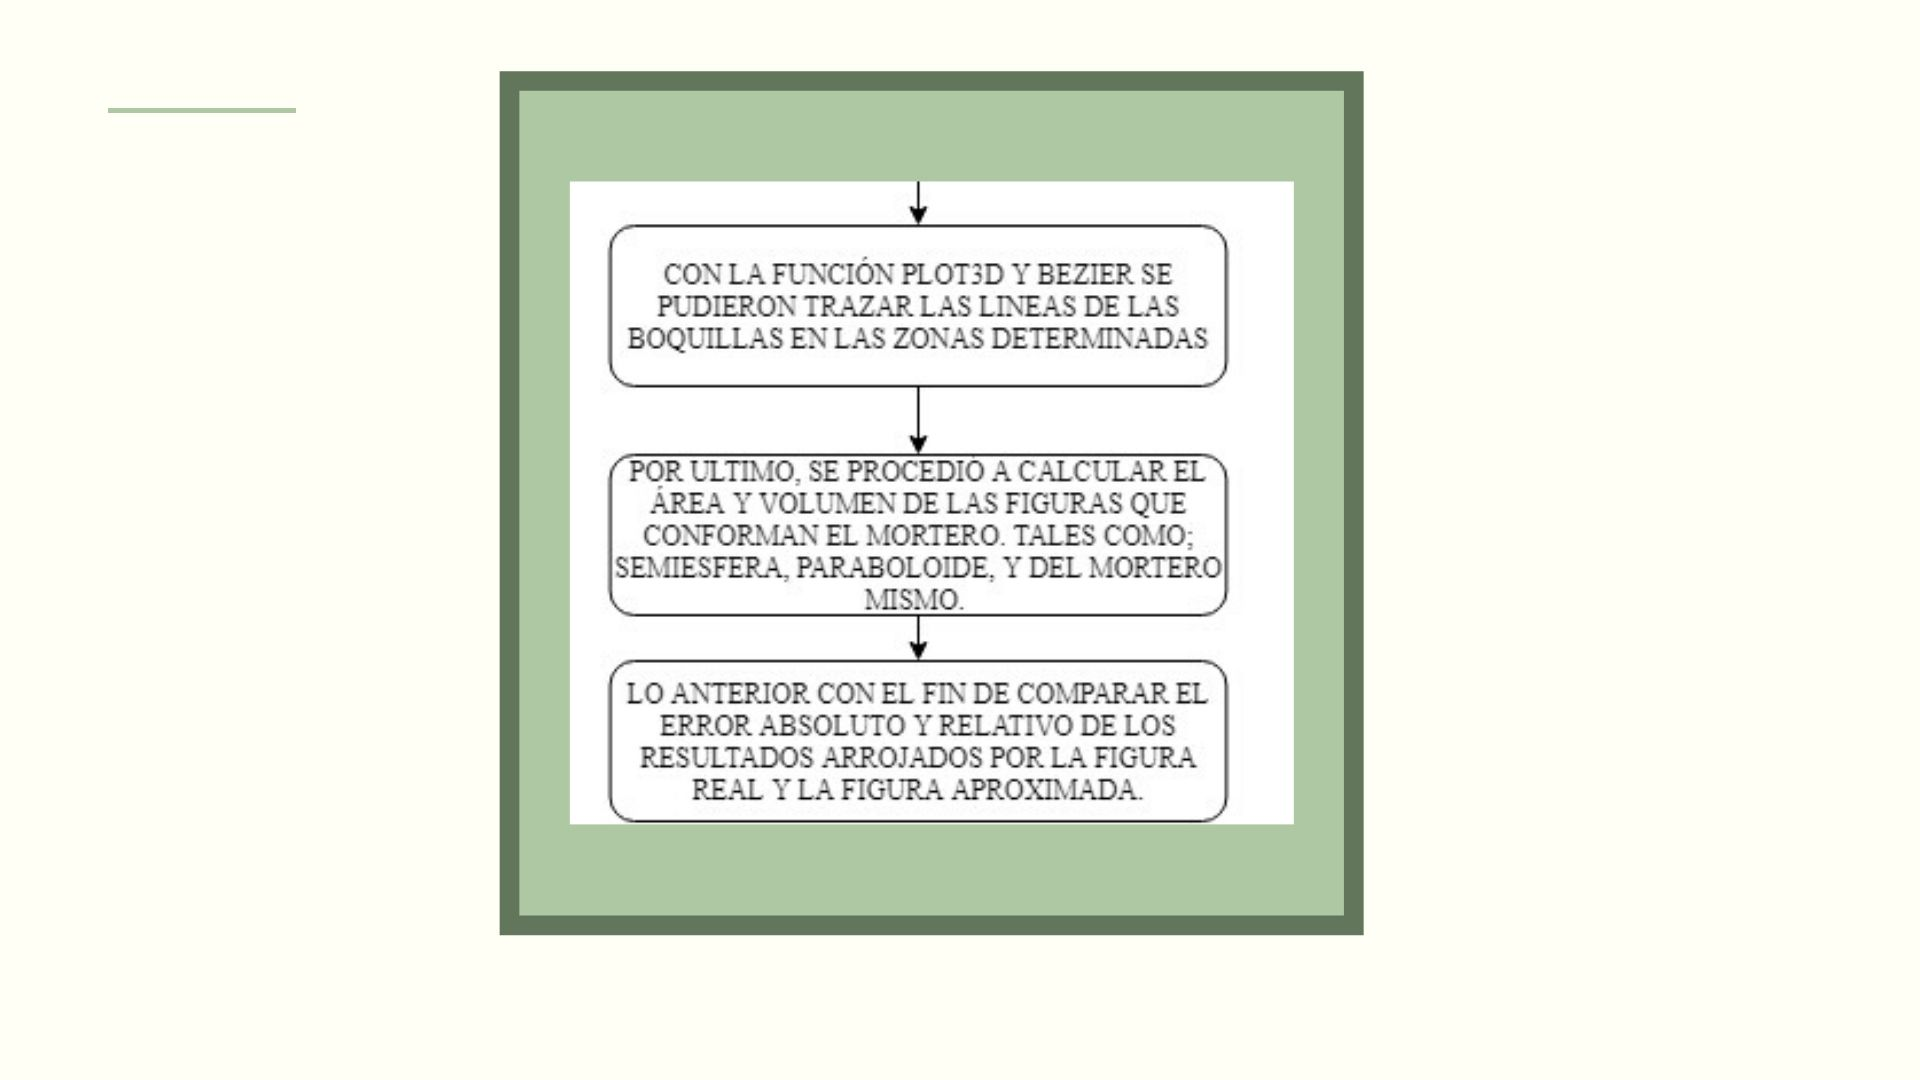 CON LA FUNCIÓN PLOT3D Y BEZIER SE
PUDIERON TRAZAR LAS LINEAS DE LAS
BOQUILLAS EN LAS ZONAS DETERMINADAS
POR ULTIMO, SE PROCEDIÓ A CALCULAR EL
ÁREA Y VOLUMEN DE LAS FIGURAS QUE
CONFORMAN EL MORTERO. TALES COMO;
SEMIESFERA, PARABOLOIDE, Y DEL MORTERO
MISMO.
LO ANTERIOR CON EL FIN DE COMPARAR EL
ERROR ABSOLUTO Y RELATIVO DE LOS
RESULTADOS ARROJADOS POR LA FIGURA
REAL Y LA FIGURA APROXIMADA.